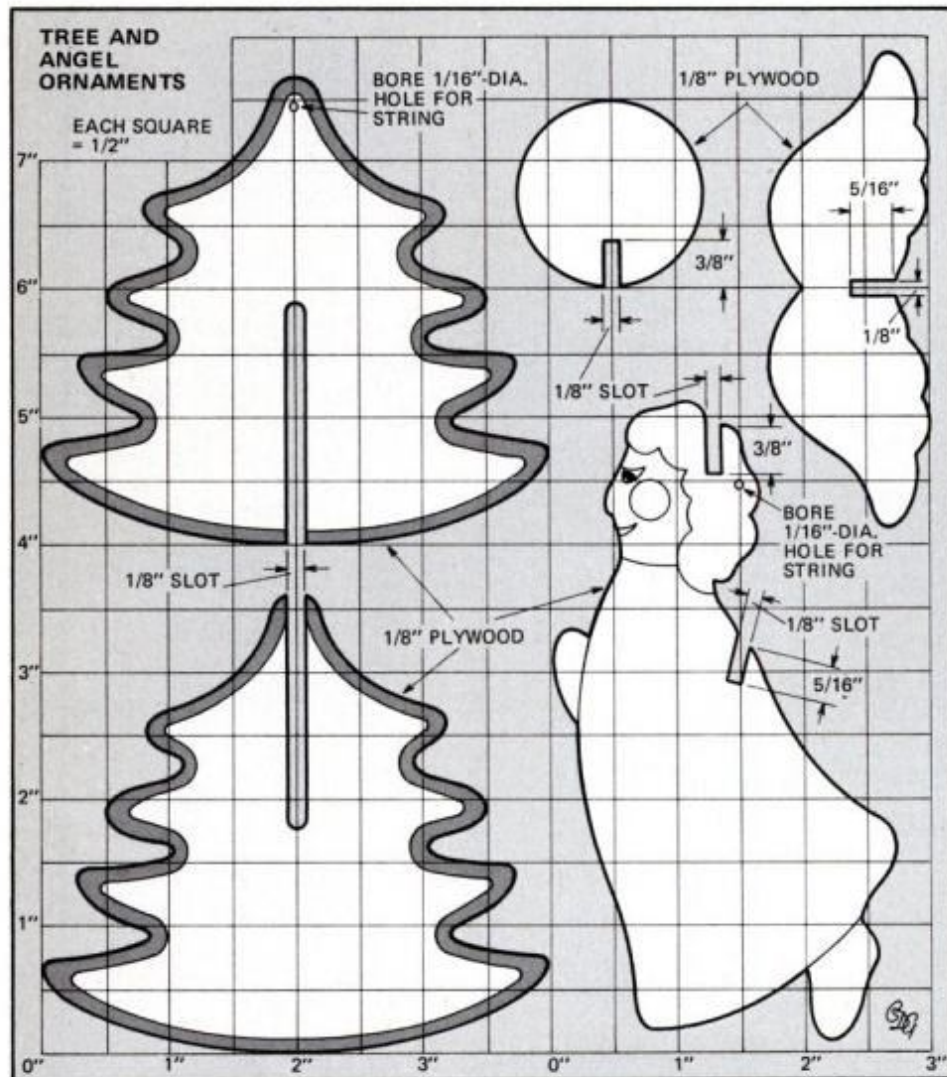 TREE AND
ANGEL
ORNAMENTS
EACH SQUARE
= 1/2"
BORE 1/16"-DIA.
HOLE FOR
STRING
1/8" PLYWOOD
5/16"
3/8"
1/8"
1/8" SLOT
3/8"
BORE
1/16"-DIA.
HOLE FOR
STRING
1/8" SLOT
1/8" PLYWOOD
1/8" SLOT
5/16"
7"
6"
5"
4"
3"
2"
1"
0"
1"
2"
3"
0"
1"
2"
3"